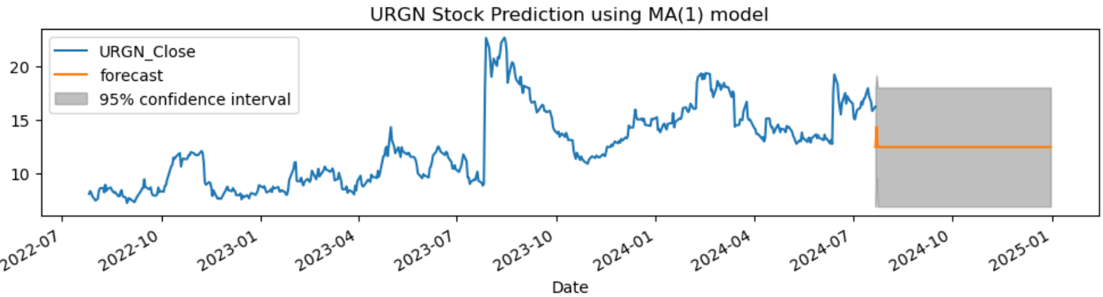 URGN Stock Prediction using MA(1) model
URGN_Close
forecast
95% confidence interval
20
15
10
2022-07
2022-10
2023-01
2023-04
2023-07
2023-10
2024-01
2024-04
2024-07
2024-10
2025-01
Date